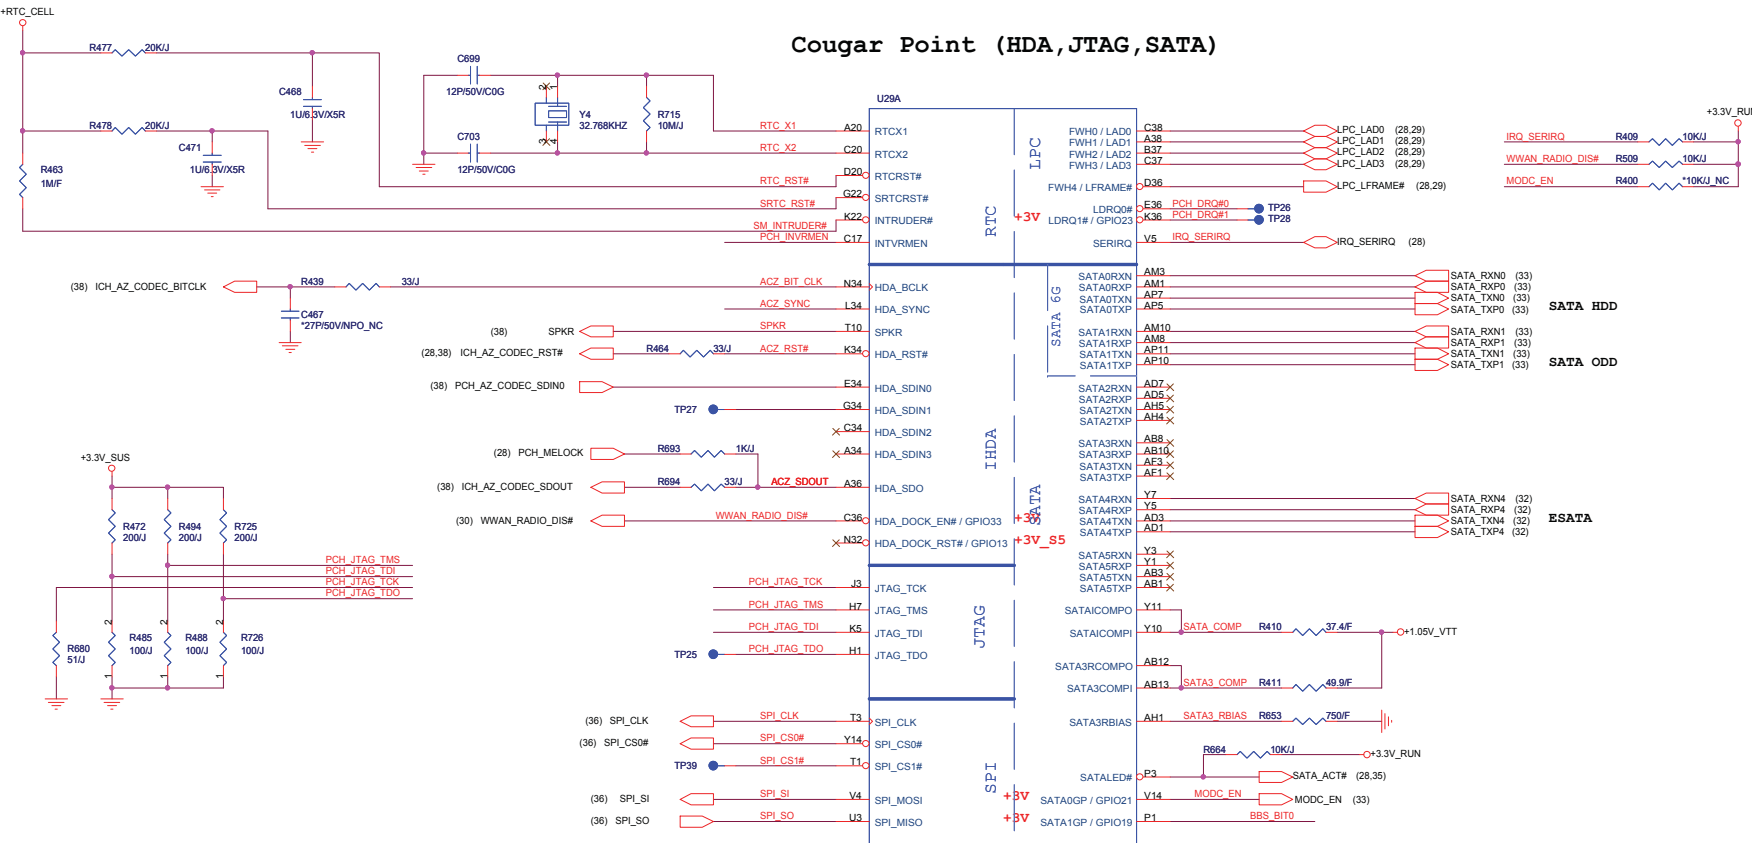 +RTC_CELL
Cougar Point (HDA,JTAG,SATA)
R477 20K/J
C468
1U/6.3V/X5R
R478 20K/J
C471
1U/6.3V/X5R
R463
1M/F
C699
12P/50V/C0G
C703
12P/50V/C0G
2 1
3 4
Y4
32.768KHZ
R715
10M/J
RTC_X1
RTC_X2
RTC_RST#
SRTC_RST#
SM_INTRUDER#
PCH_INVRMEN
U29A
A20 RTCX1
C20 RTCX2
D20 RTCRST#
G22 SRTCRST#
K22 INTRUDER#
C17 INTVRMEN
RTC
LPC
+3V
FWH0 / LAD0 C38 LPC_LAD0 (28,29)
FWH1 / LAD1 A38 LPC_LAD1 (28,29)
FWH2 / LAD2 B37 LPC_LAD2 (28,29)
FWH3 / LAD3 C37 LPC_LAD3 (28,29)
FWH4 / LFRAME# D36 LPC_LFRAME# (28,29)
LDRQ0# E36 PCH_DRQ#0 TP26
LDRQ1# / GPIO23 K36 PCH_DRQ#1 TP28
SERIRQ V5 IRQ_SERIRQ IRQ_SERIRQ (28)
+3.3V_RUN
IRQ_SERIRQ R409 10K/J
WWAN_RADIO_DIS# R509 10K/J
MODC_EN R400 *10K/J_NC
(38) ICH_AZ_CODEC_BITCLK R439 33/J ACZ_BIT_CLK N34 HDA_BCLK
C467
*27P/50V/NPO_NC
ACZ_SYNC L34 HDA_SYNC
(38) SPKR SPKR T10 SPKR
(28,38) ICH_AZ_CODEC_RST# R464 33/J ACZ_RST# K34 HDA_RST#
(38) PCH_AZ_CODEC_SDIN0 E34 HDA_SDIN0
TP27 G34 HDA_SDIN1
C34 HDA_SDIN2
A34 HDA_SDIN3
(28) PCH_MELOCK R693 1K/J
(38) ICH_AZ_CODEC_SDOUT R694 33/J ACZ_SDOUT A36 HDA_SDO
(30) WWAN_RADIO_DIS# WWAN_RADIO_DIS# C36 HDA_DOCK_EN# / GPIO33 +3V
N32 HDA_DOCK_RST# / GPIO13 +3V_S5
IHDA
SATA
SATA 6G
SATA0RXN AM3 SATA_RXN0 (33)
SATA0RXP AM1 SATA_RXP0 (33)
SATA0TXN AP7 SATA_TXN0 (33)
SATA0TXP AP5 SATA_TXP0 (33)
SATA HDD
SATA1RXN AM10 SATA_RXN1 (33)
SATA1RXP AM8 SATA_RXP1 (33)
SATA1TXN AP11 SATA_TXN1 (33)
SATA1TXP AP10 SATA_TXP1 (33)
SATA ODD
SATA2RXN AD7
SATA2RXP AD5
SATA2TXN AH5
SATA2TXP AH4
SATA3RXN AB8
SATA3RXP AB10
SATA3TXN AF3
SATA3TXP AF1
SATA4RXN Y7 SATA_RXN4 (32)
SATA4RXP Y5 SATA_RXP4 (32)
SATA4TXN AD3 SATA_TXN4 (32)
SATA4TXP AD1 SATA_TXP4 (32)
ESATA
SATA5RXN Y3
SATA5RXP Y1
SATA5TXN AB3
SATA5TXP AB1
SATAICOMPO Y11
SATAICOMPI Y10 SATA_COMP R410 37.4/F +1.05V_VTT
SATA3RCOMPO AB12
SATA3COMPI AB13 SATA3_COMP R411 49.9/F
SATA3RBIAS AH1 SATA3_RBIAS R653 750/F
R664 10K/J +3.3V_RUN
SATALED# P3 SATA_ACT# (28,35)
+3V SATA0GP / GPIO21 V14 MODC_EN MODC_EN (33)
+3V SATA1GP / GPIO19 P1 BBS_BIT0
+3.3V_SUS
R472
200/J
R494
200/J
R725
200/J
PCH_JTAG_TMS
PCH_JTAG_TDI
PCH_JTAG_TCK
PCH_JTAG_TDO
R680
51/J
2 2 2
R485
100/J
R488
100/J
R726
100/J
1 1 1
PCH_JTAG_TCK J3 JTAG_TCK
PCH_JTAG_TMS H7 JTAG_TMS
PCH_JTAG_TDI K5 JTAG_TDI
TP25 PCH_JTAG_TDO H1 JTAG_TDO
JTAG
(36) SPI_CLK SPI_CLK T3 SPI_CLK
(36) SPI_CS0# SPI_CS0# Y14 SPI_CS0#
TP39 SPI_CS1# T1 SPI_CS1#
(36) SPI_SI SPI_SI V4 SPI_MOSI
(36) SPI_SO SPI_SO U3 SPI_MISO
SPI